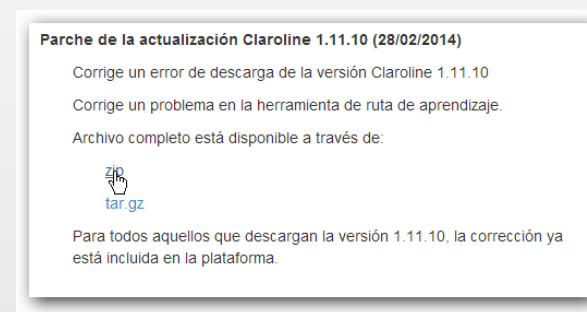 Parche de la actualización Claroline 1.11.10 (28/02/2014)
Corrige un error de descarga de la versión Claroline 1.11.10
Corrige un problema en la herramienta de ruta de aprendizaje.
Archivo completo está disponible a través de:
zip
tar.gz
Para todos aquellos que descargan la versión 1.11.10, la corrección ya
está incluida en la plataforma.